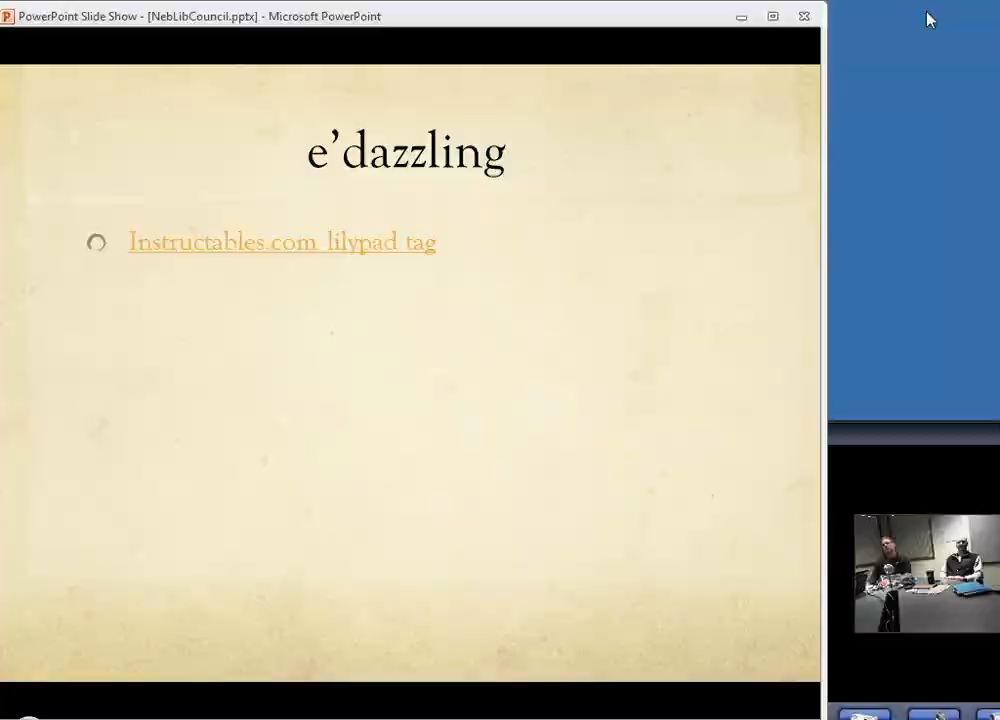 PowerPoint Slide Show - [NebLibCouncil.pptx] - Microsoft PowerPoint
e'dazzling
Instructables.com lilypad tag